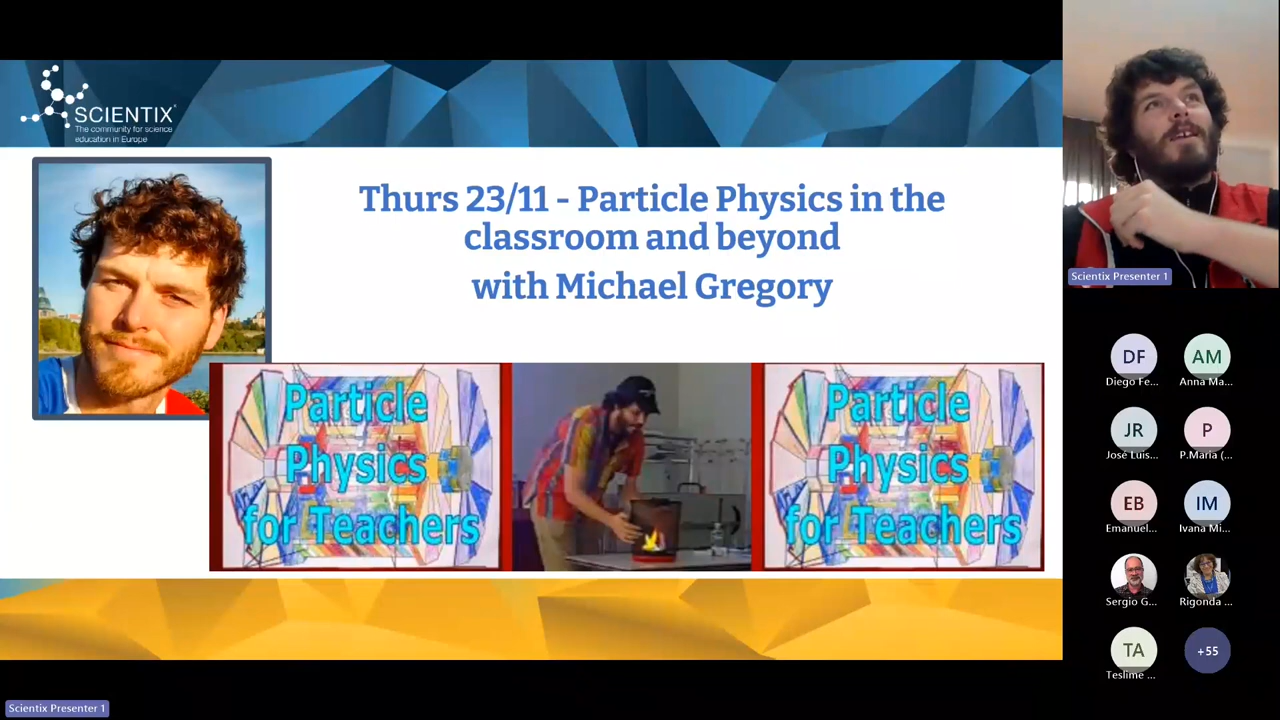 SCIENTIX
The community for science
education in Europe
Thurs 23/11 - Particle Physics in the
classroom and beyond
with Michael Gregory
Particle
Physics
for Teachers
Particle
Physics
for Teachers
Scientix Presenter 1
DF
Diego Fe...
AM
Anna Ma...
JR
José Luis...
P
P.Maria (...
EB
Emanuel...
IM
Ivana Mi...
Sergio G...
Rigonda ...
TA
Teslime ...
+55
Scientix Presenter 1